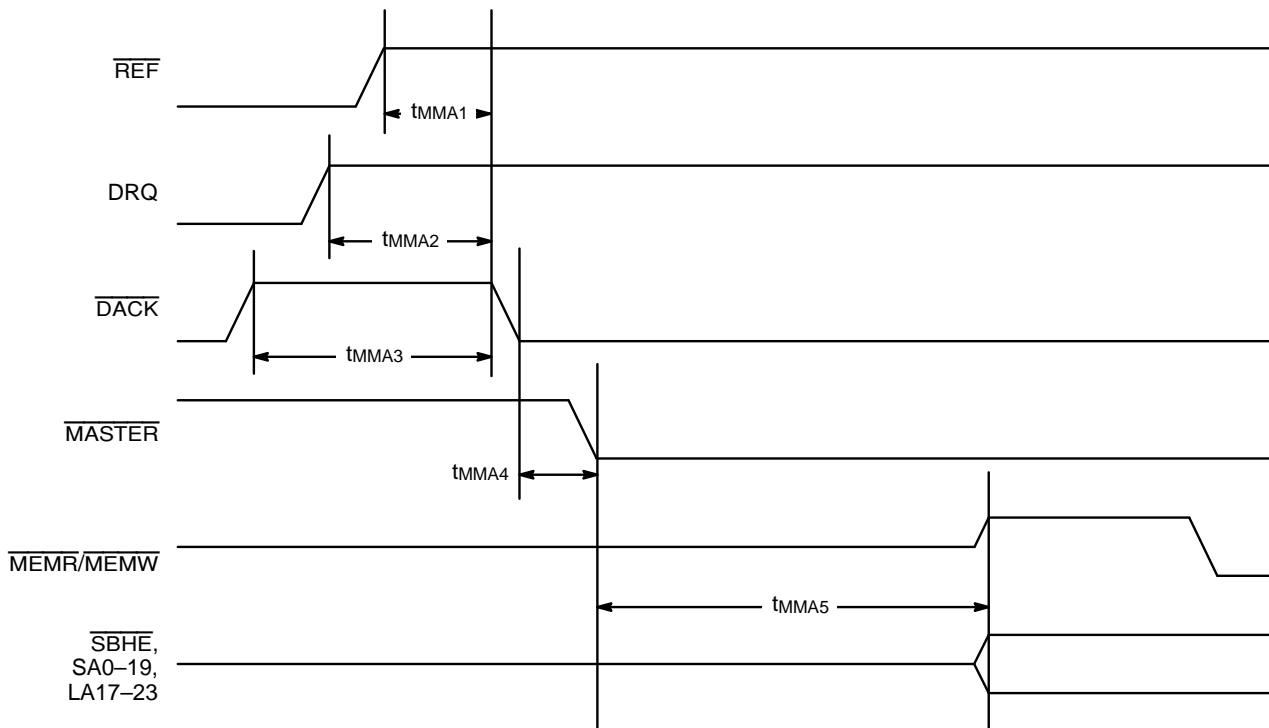 REF
tMMA1
DRQ
tMMA2
DACK
tMMA3
MASTER
tMMA4
MEMR/MEMW
tMMA5
SBHE,
SA0–19,
LA17–23